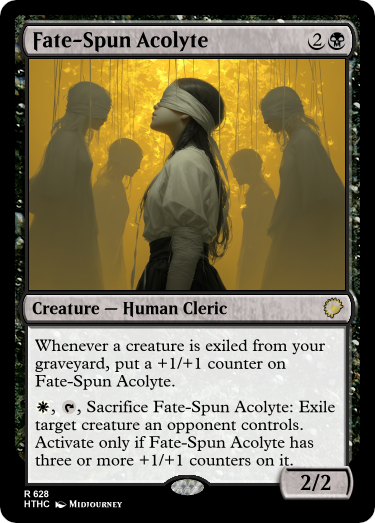 Fate-Spun Acolyte 2
Creature — Human Cleric
Whenever a creature is exiled from your
graveyard, put a +1/+1 counter on
Fate-Spun Acolyte.
, , Sacrifice Fate-Spun Acolyte: Exile
target creature an opponent controls.
Activate only if Fate-Spun Acolyte has
three or more +1/+1 counters on it.
2/2
R 628
HTHC Midjourney